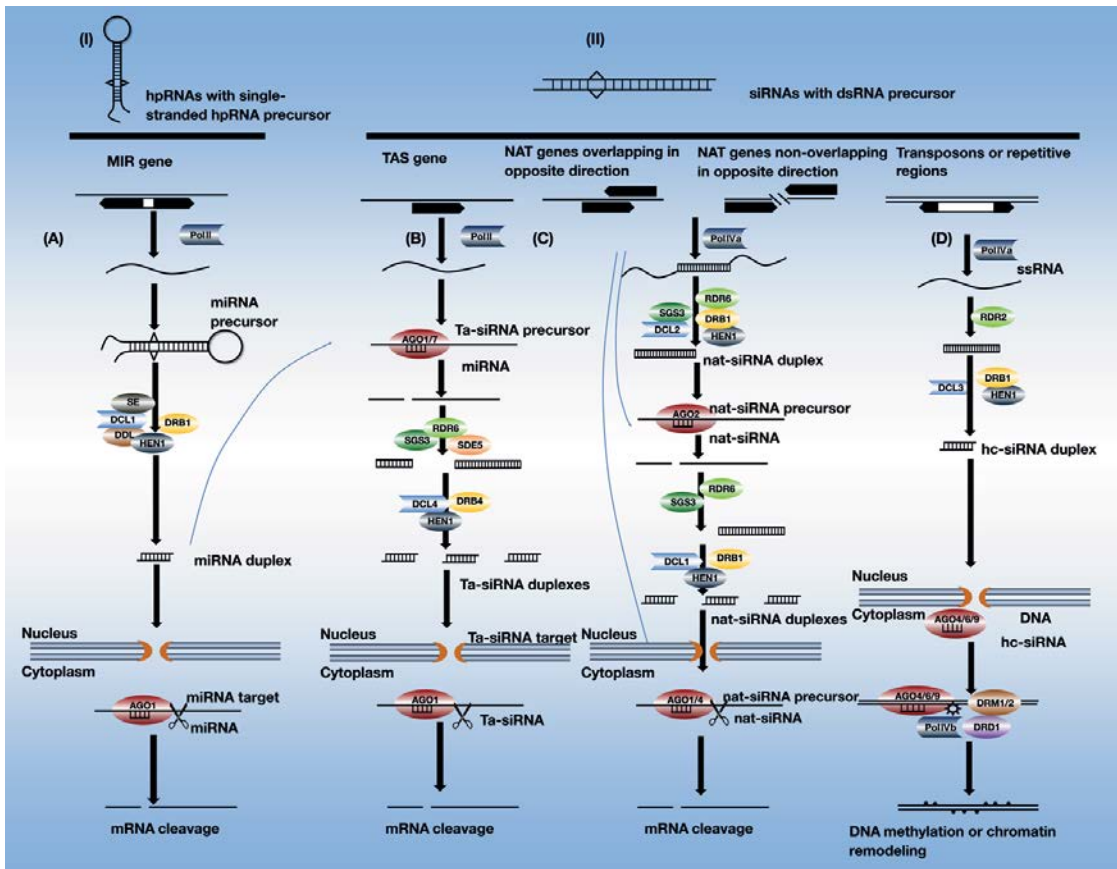 (I)
hpRNAs with single-
stranded hpRNA precursor
(II)
siRNAs with dsRNA precursor
MIR gene
TAS gene
NAT genes overlapping in
opposite direction
NAT genes non-overlapping
in opposite direction
Transposons or repetitive
regions
(A)
PolII
miRNA
precursor
SE
DCL1
DRB1
DDL
HEN1
miRNA duplex
Nucleus
Cytoplasm
AGO1
miRNA target
miRNA
mRNA cleavage
(B)
PolII
Ta-siRNA precursor
AGO1/7
miRNA
RDR6
SGS3
SDE5
DCL4
DRB4
HEN1
Ta-siRNA duplexes
Nucleus
Ta-siRNA target
Cytoplasm
AGO1
Ta-siRNA
mRNA cleavage
(C)
PolIVa
RDR6
SGS3
DRB1
DCL2
HEN1
nat-siRNA duplex
AGO2
nat-siRNA precursor
nat-siRNA
RDR6
SGS3
DCL1
DRB1
HEN1
nat-siRNA duplexes
Nucleus
Cytoplasm
AGO1/4
nat-siRNA precursor
nat-siRNA
mRNA cleavage
(D)
PolIVa
ssRNA
RDR2
DCL3
DRB1
HEN1
hc-siRNA duplex
Nucleus
Cytoplasm
DNA
AGO4/6/9
hc-siRNA
AGO4/6/9
DRM1/2
PolIVb
DRD1
DNA methylation or chromatin
remodeling